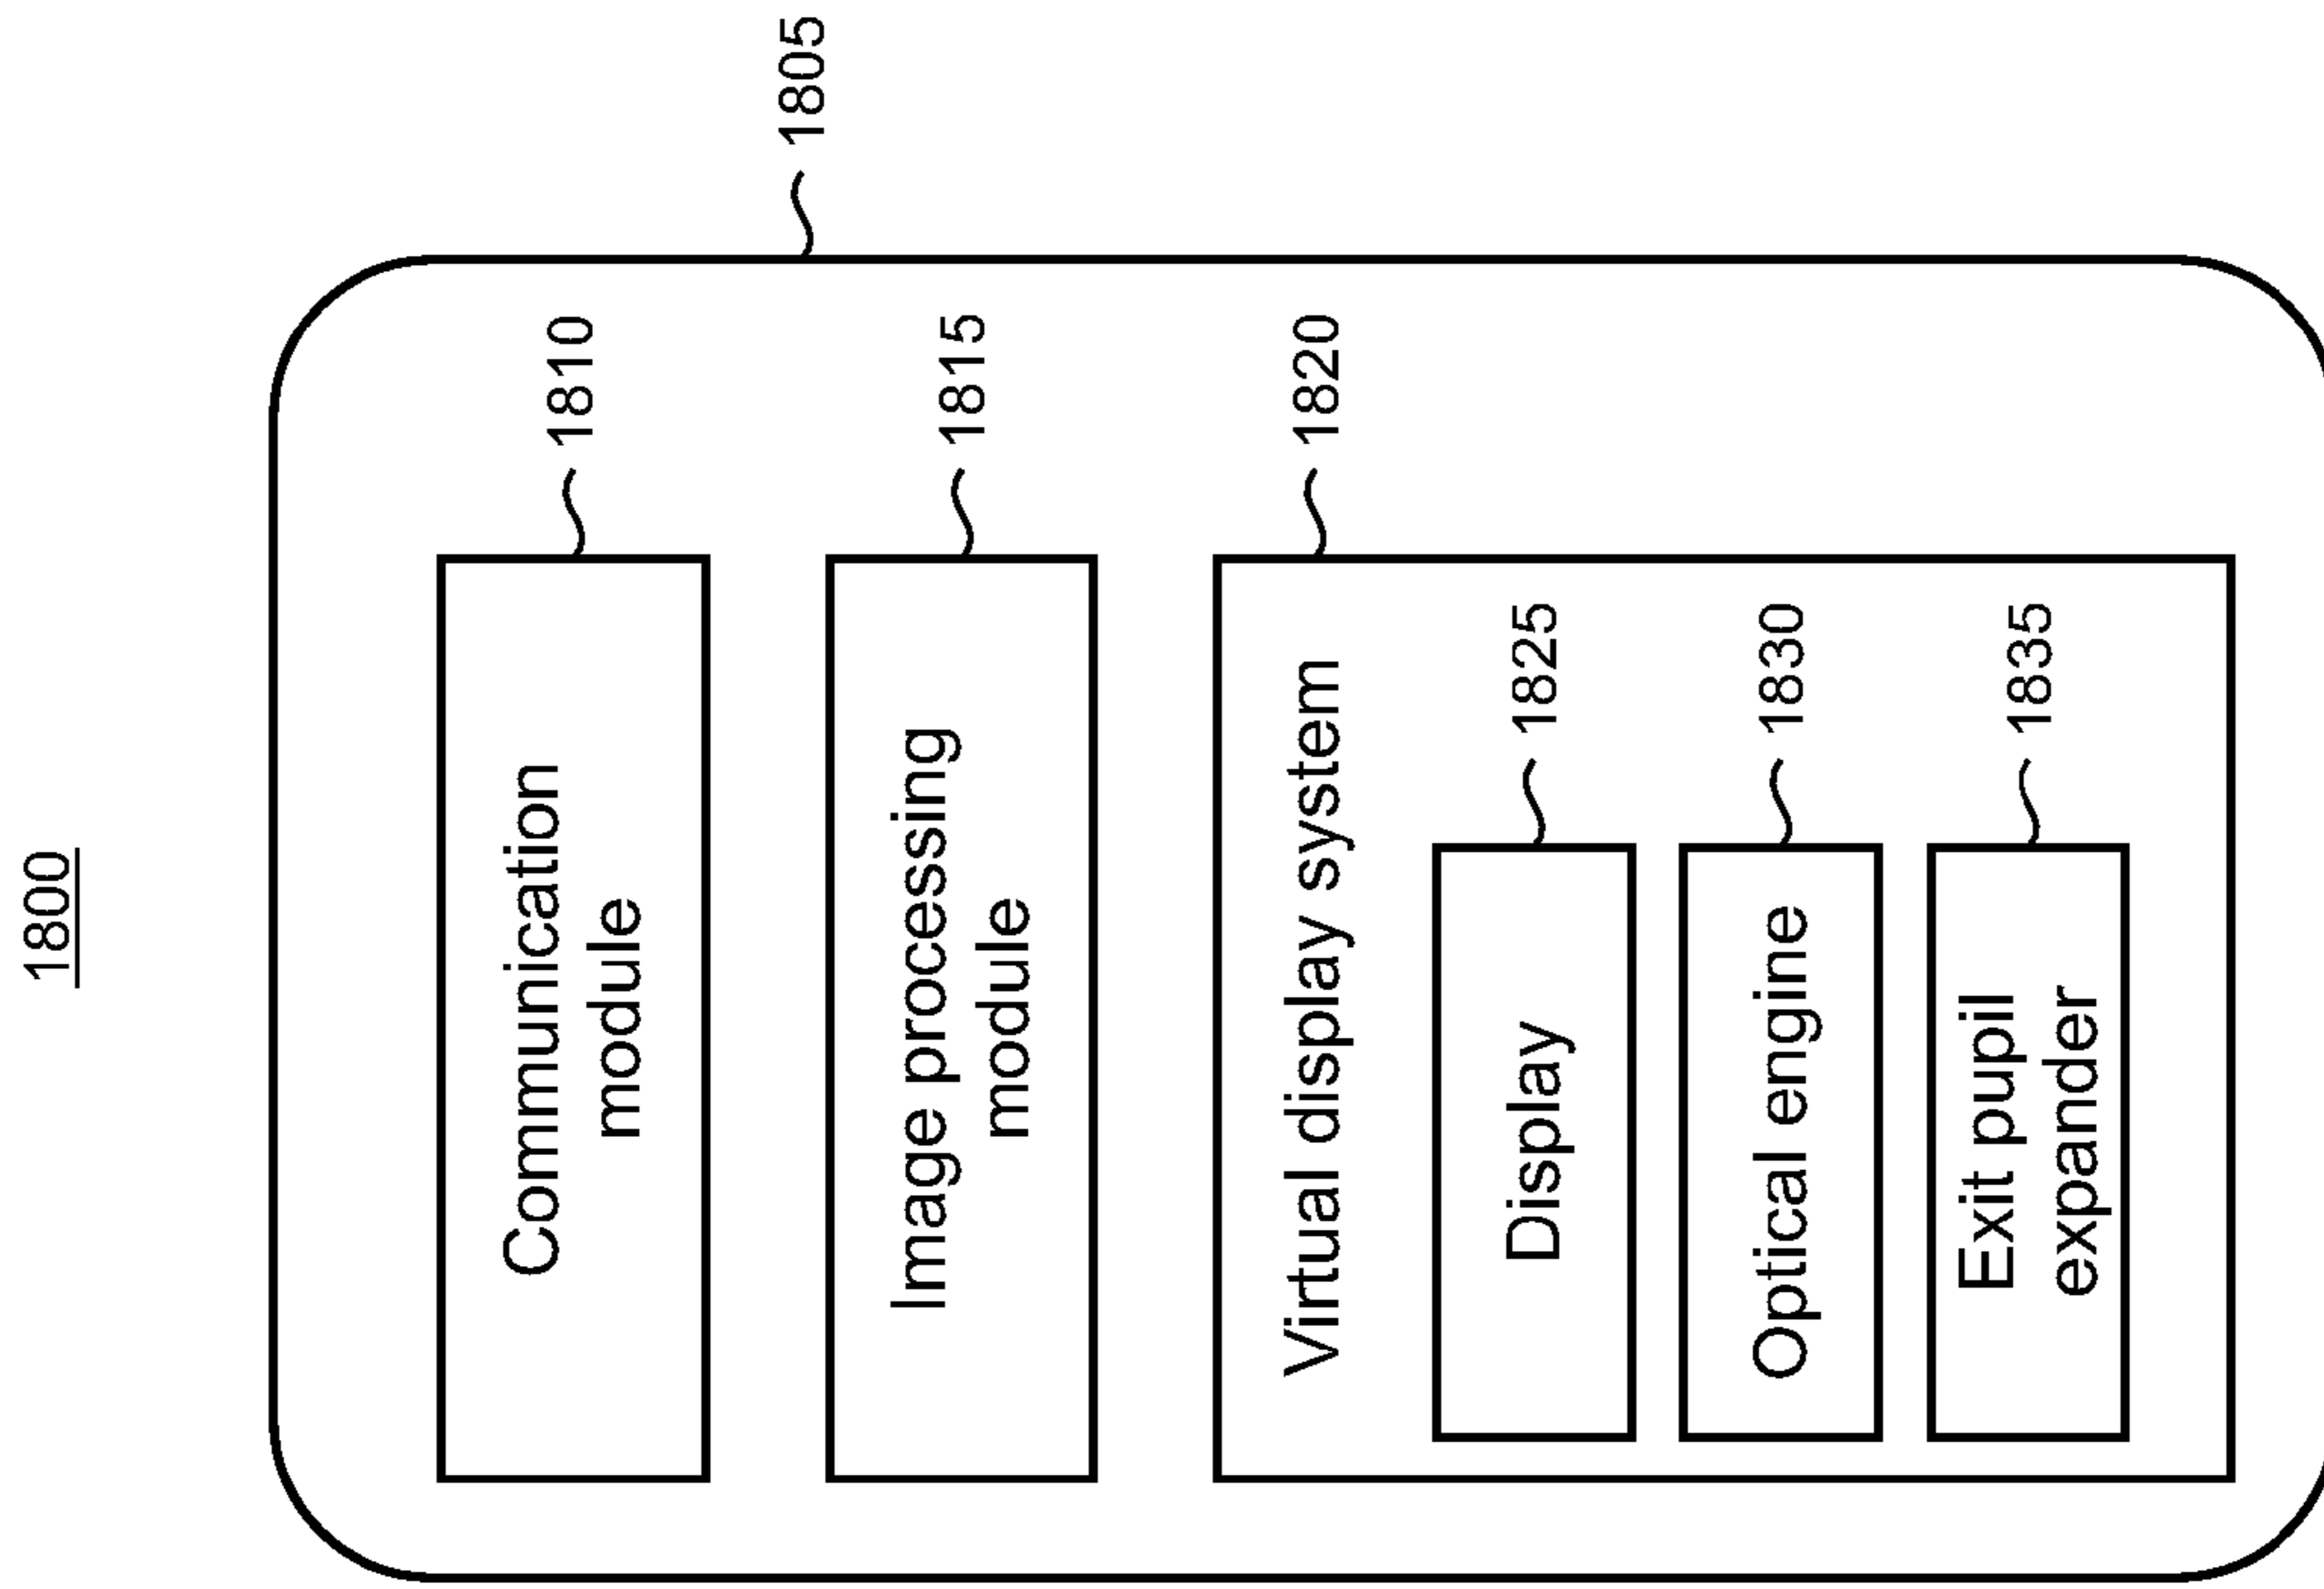 1800
1805
Communication
module
1810
Image processing
module
1815
Virtual display system
1820
Display
1825
Optical engine
1830
Exit pupil
expander
1835